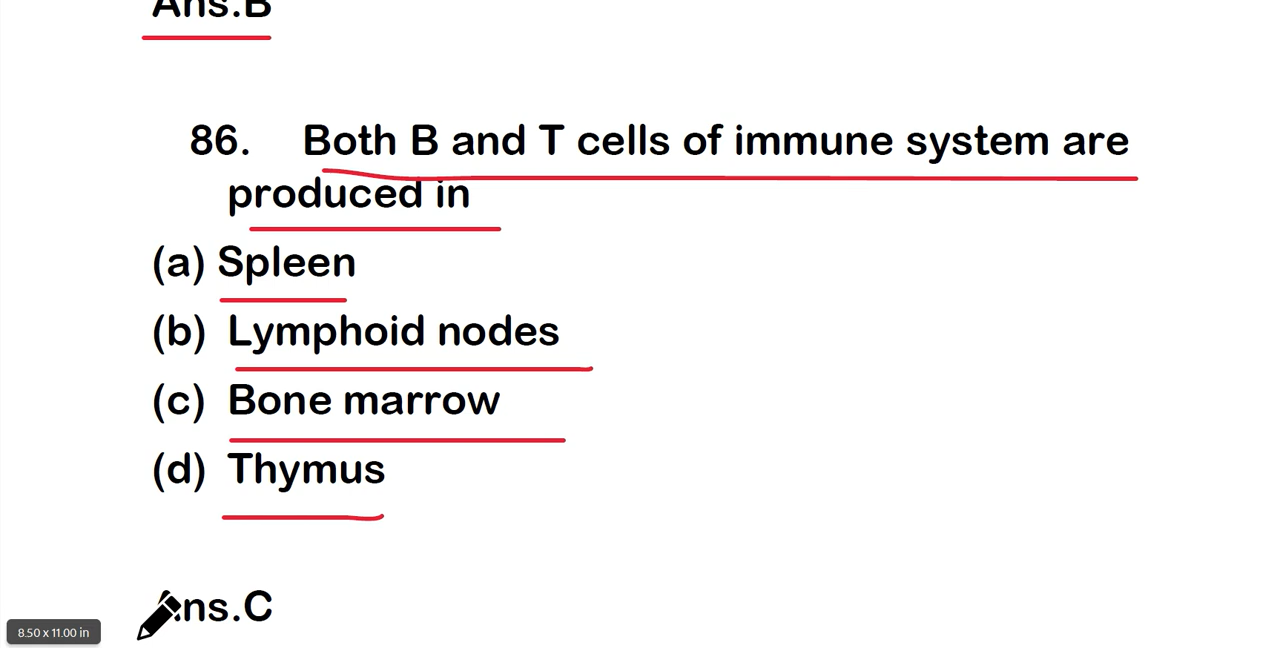 Ans.B
86. Both B and T cells of immune system are
produced in
(a) Spleen
(b) Lymphoid nodes
(c) Bone marrow
(d) Thymus
Ans.C
8.50 x 11.00 in